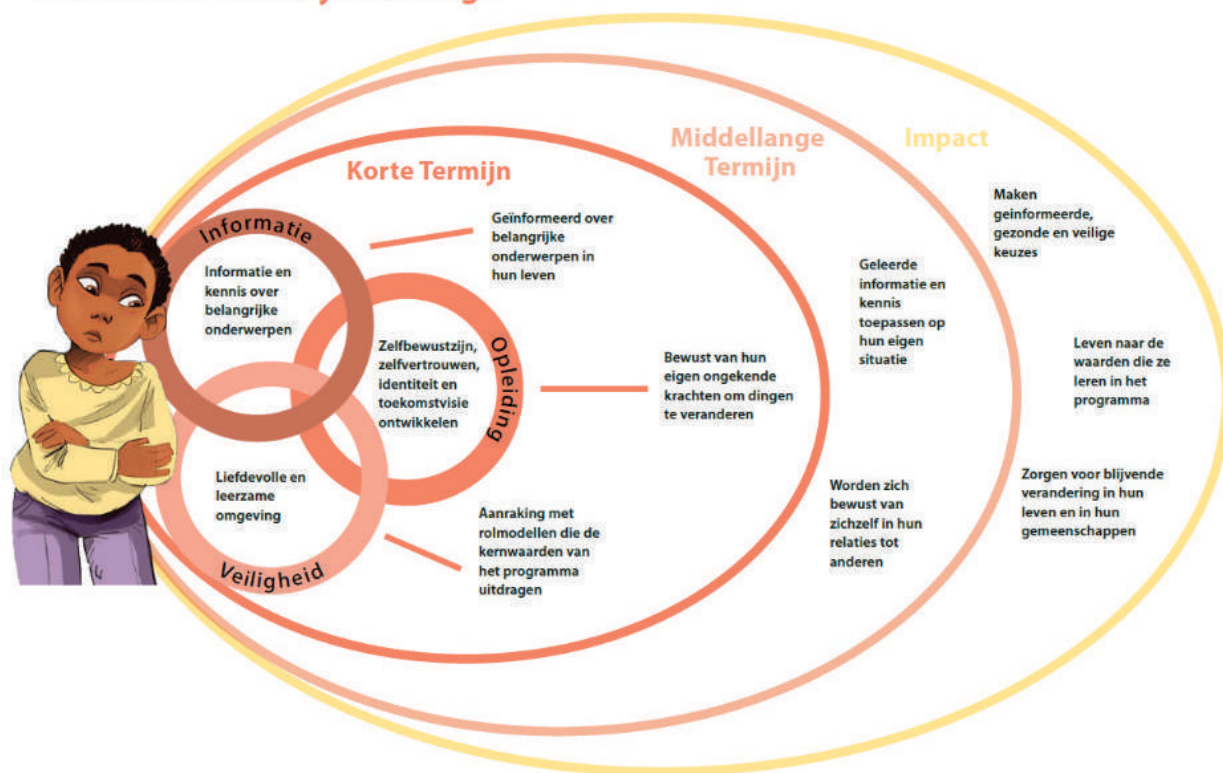 Korte Termijn
Middellange
Termijn
Impact
Informatie
Informatie en
kennis over
belangrijke
onderwerpen
Opleiding
Zelfbewustzijn,
zelfvertrouwen,
identiteit en
toekomstvisie
ontwikkelen
Veiligheid
Liefdevolle en
leerzame
omgeving
Geïnformeerd over
belangrijke
onderwerpen in
hun leven
Bewust van hun
eigen ongekende
krachten om dingen
te veranderen
Aanraking met
rolmodellen die de
kernwaarden van
het programma
uitdragen
Geleerde
informatie en
kennis
toepassen op
hun eigen
situatie
Worden zich
bewust van
zichzelf in hun
relaties tot
anderen
Maken
geinformeerde,
gezonde en veilige
keuzes
Leven naar de
waarden die ze
leren in het
programma
Zorgen voor blijvende
verandering in hun
leven en in hun
gemeenschappen